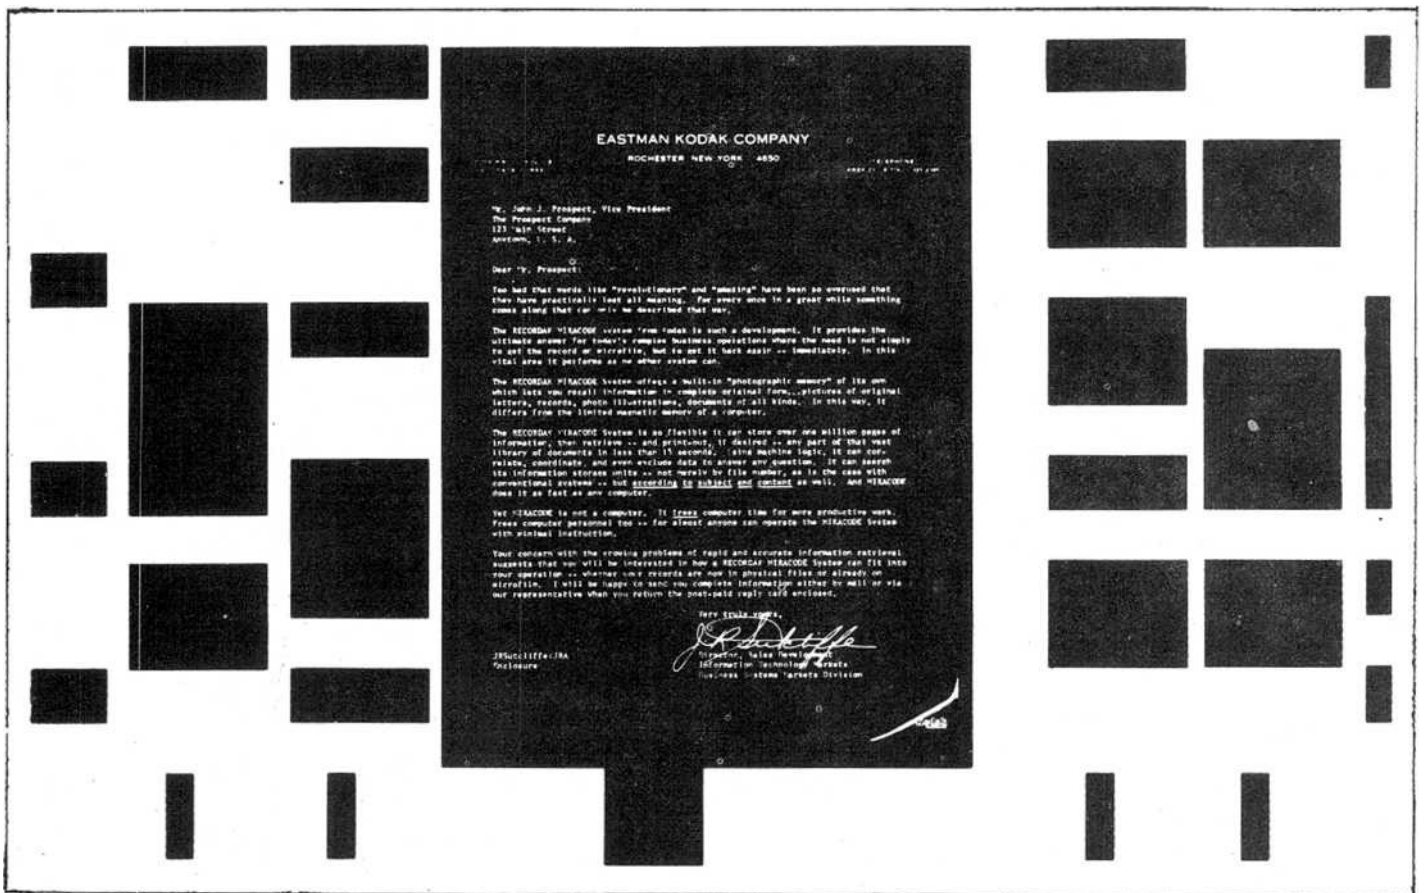 EASTMAN KODAK COMPANY
ROCHESTER NEW YORK 4650
Mr. John J. Prospect, Vice President
The Prospect Company
123 Main Street
Anytown, U. S. A.
Dear Mr. Prospect:
Too bad that words like "revolutionary" and "amazing" have been so overused that
they have practically lost all meaning. For every once in a great while something
comes along that can only be described that way.
The RECORDAK MIRACODE system from Kodak is such a development. It provides the
ultimate answer for today's complex business operations where the need is not simply
to get the record on microfilm, but to get it back again -- immediately. In this
vital area it performs as no other system can.
The RECORDAK MIRACODE System offers a built-in "photographic memory" of its own
which lets you recall information in complete original form...pictures of original
letters, records, photo illustrations, documents of all kinds. In this way, it
differs from the limited magnetic memory of a computer.
The RECORDAK MIRACODE System is so flexible it can store over one million pages of
information, then retrieve -- and print-out, if desired -- any part of that vast
library of documents in less than 15 seconds. Using machine logic, it can cor-
relate, coordinate, and even exclude data to answer any question. It can search
its information storage units -- not merely by file number, as in the case with
conventional systems -- but according to subject and content as well. And MIRACODE
does it as fast as any computer.
Yet MIRACODE is not a computer. It frees computer time for more productive work.
Frees computer personnel too -- for almost anyone can operate the MIRACODE System
with minimal instruction.
Your concern with the growing problems of rapid and accurate information retrieval
suggests that you will be interested in how a RECORDAK MIRACODE System can fit into
your operation -- whether your records are now in physical files or already on
microfilm. I will be happy to send you complete information either by mail or via
our representative when you return the post-paid reply card enclosed.
Very truly yours,
JR Sutcliffe
Director, Sales Development
JRSutcliffe:JRA
Information Technology Markets
Enclosure
Business Systems Markets Division